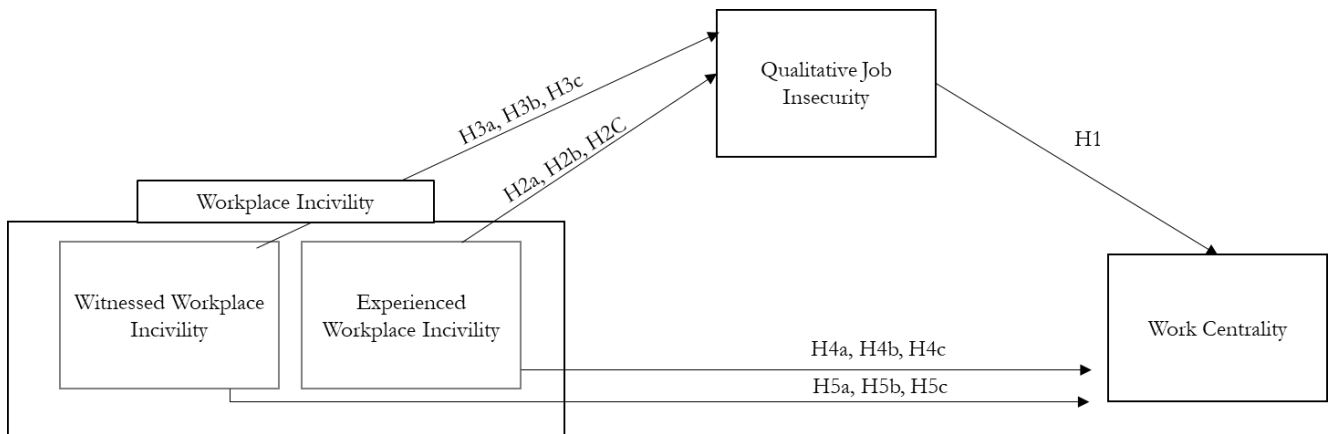 Qualitative Job
Insecurity
H3a, H3b, H3c
H2a, H2b, H2C
H1
Workplace Incivility
Witnessed Workplace
Incivility
Experienced
Workplace Incivility
Work Centrality
H4a, H4b, H4c
H5a, H5b, H5c